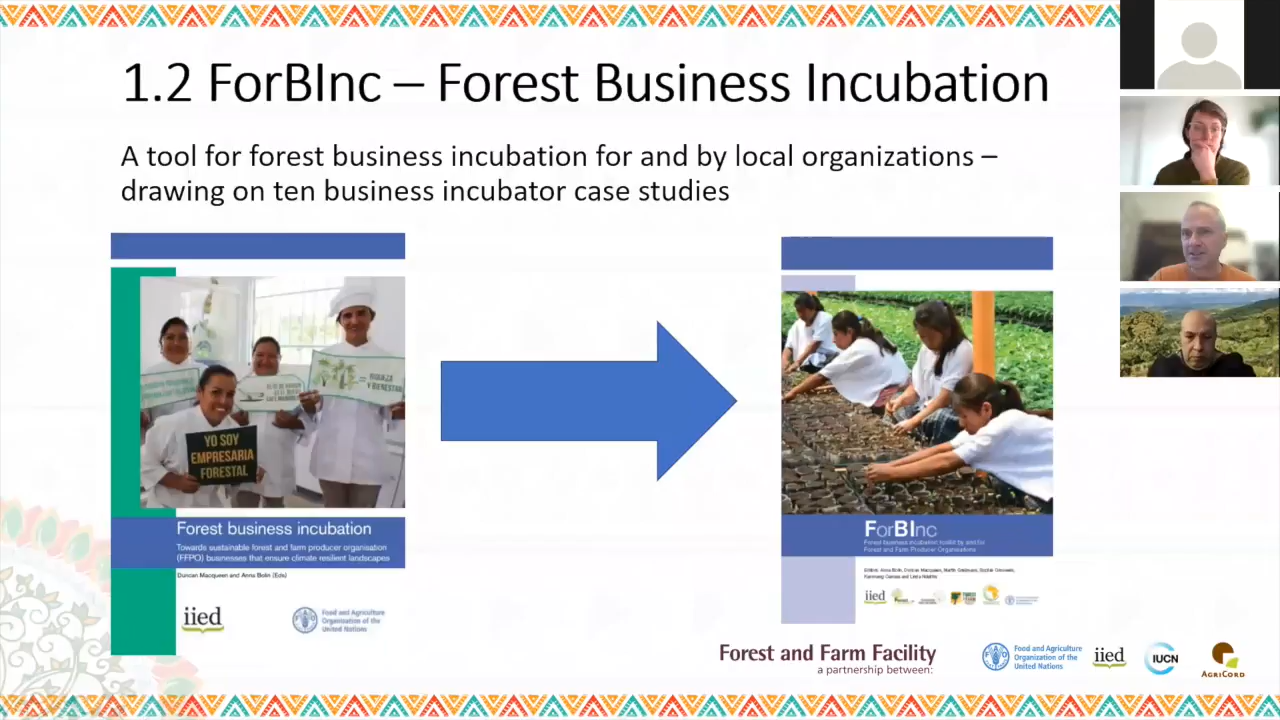 1.2 ForBInc – Forest Business Incubation
A tool for forest business incubation for and by local organizations –
drawing on ten business incubator case studies
YO SOY
EMPRESARIA
FORESTAL
= RIQUEZA
Y BIENESTAR
Forest business incubation
Towards sustainable forest and farm producer organisation
(FFPO) businesses that ensure climate resilient landscapes
Duncan Macqueen and Anna Bolin (Eds)
iied
Food and Agriculture
Organization of the
United Nations
ForBInc
Forest business incubation toolkit by and for
Forest and Farm Producer Organisations
iied
Forest and Farm Facility
a partnership between:
Food and Agriculture
Organization of the
United Nations
iied
IUCN
AGRICORD